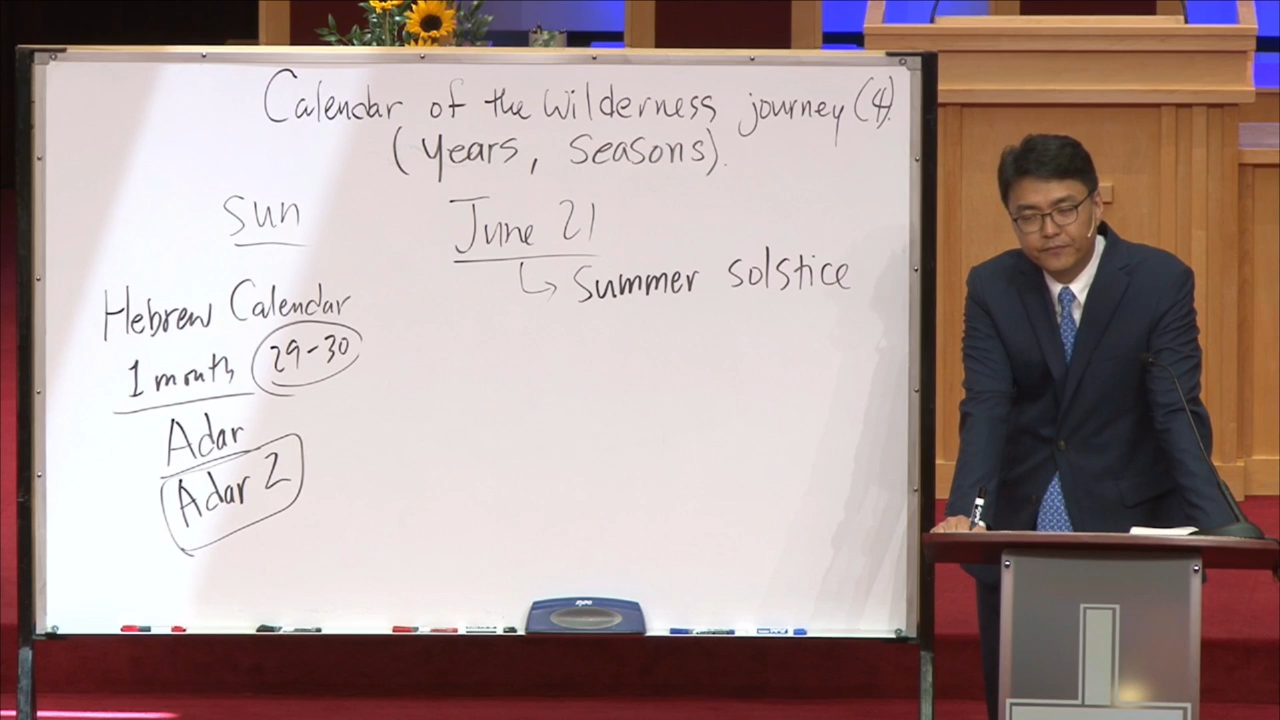 Calendar of the Wilderness journey (4).
(years, seasons).
sun
June 21
↳ Summer solstice
Hebrew Calendar
1 month 29-30
Adar
Adar 2
EXPO